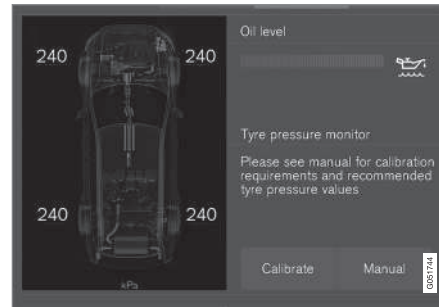 Oil level
240 240
Tyre pressure monitor
Please see manual for calibration
requirements and recommended
tyre pressure values
240 240
Calibrate Manual
kPa
G051744